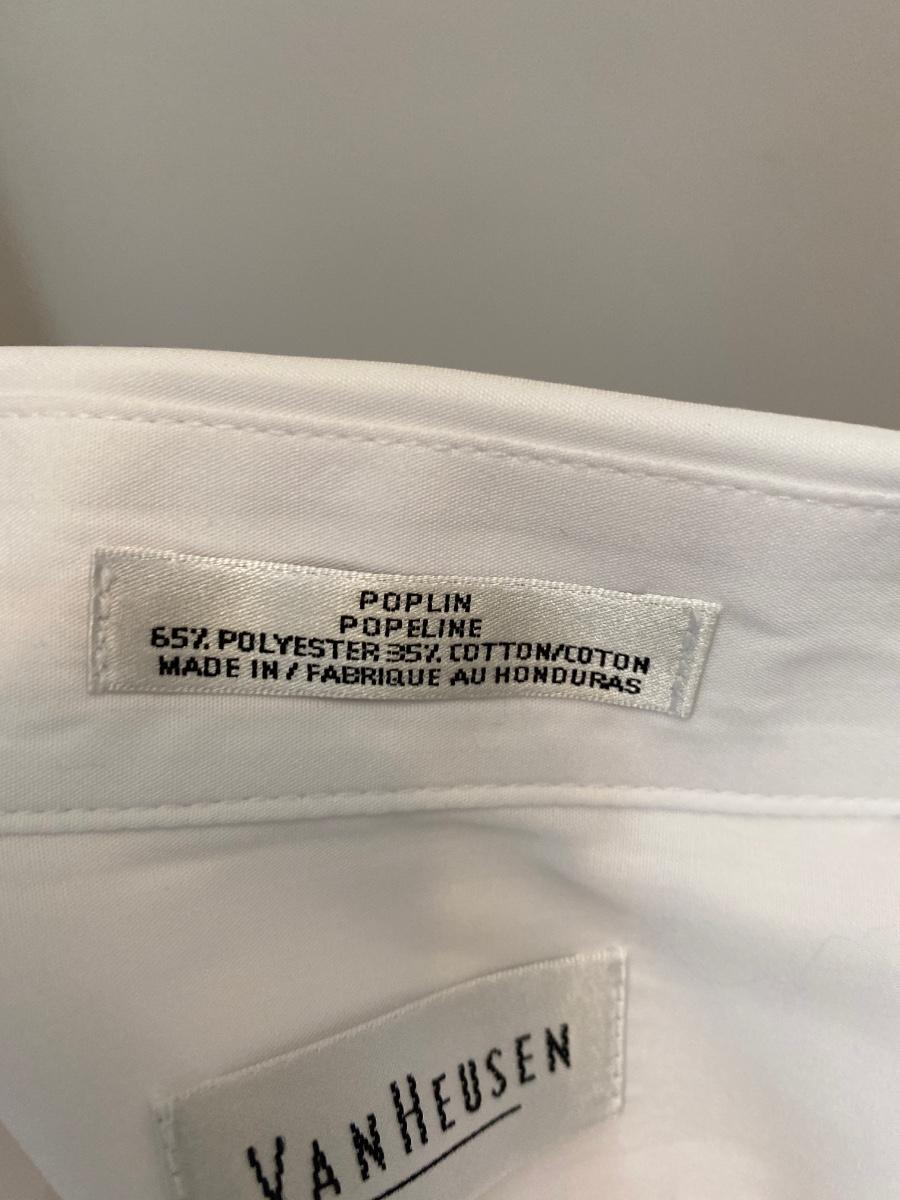 POPLIN
POPELINE
65% POLYESTER 35% COTTON/COTON
MADE IN / FABRIQUE AU HONDURAS
VANHEUSEN